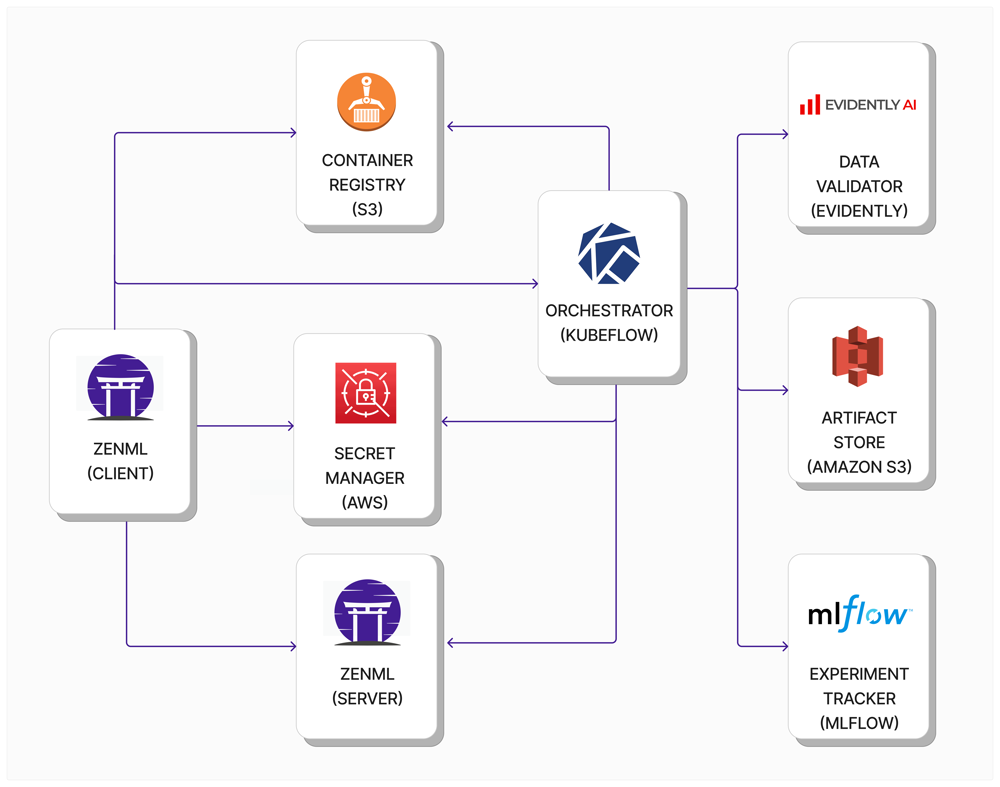 CONTAINER
REGISTRY
(S3)
EVIDENTLY AI
DATA
VALIDATOR
(EVIDENTLY)
ORCHESTRATOR
(KUBEFLOW)
ZENML
(CLIENT)
SECRET
MANAGER
(AWS)
ARTIFACT
STORE
(AMAZON S3)
ZENML
(SERVER)
mlflow™
EXPERIMENT
TRACKER
(MLFLOW)